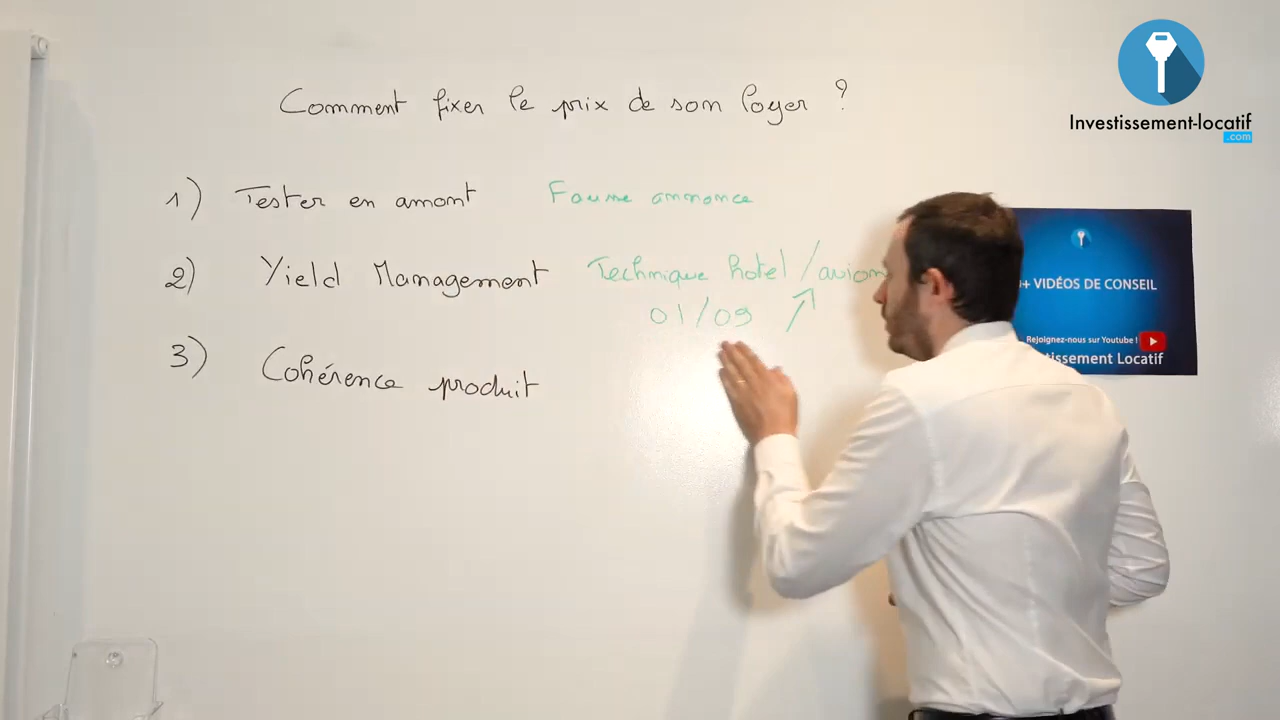 Comment fixer le prix de son loyer ?
Investissement-locatif
.com
1) Tester en amont Fausse annonce
2) Yield Management Technique hotel / avion
01/09
3) Cohérence produit
+ VIDÉOS DE CONSEIL
Rejoignez-nous sur Youtube !
tissement Locatif